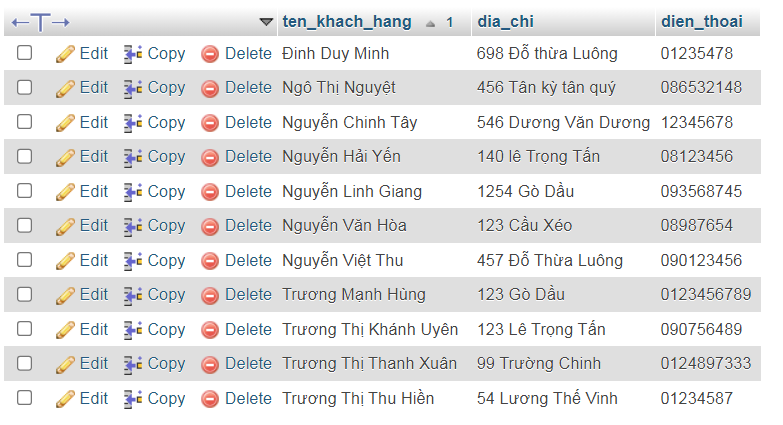 ←T→ ten_khach_hang 1 dia_chi dien_thoai
Edit Copy Delete Đinh Duy Minh 698 Đỗ thừa Luông 01235478
Edit Copy Delete Ngô Thị Nguyệt 456 Tân kỳ tân quý 086532148
Edit Copy Delete Nguyễn Chinh Tây 546 Dương Văn Dương 12345678
Edit Copy Delete Nguyễn Hải Yến 140 lê Trọng Tấn 08123456
Edit Copy Delete Nguyễn Linh Giang 1254 Gò Dầu 093568745
Edit Copy Delete Nguyễn Văn Hòa 123 Cầu Xéo 08987654
Edit Copy Delete Nguyễn Việt Thu 457 Đỗ Thừa Luông 090123456
Edit Copy Delete Trương Mạnh Hùng 123 Gò Dầu 0123456789
Edit Copy Delete Trương Thị Khánh Uyên 123 Lê Trọng Tấn 090756489
Edit Copy Delete Trương Thị Thanh Xuân 99 Trường Chinh 0124897333
Edit Copy Delete Trương Thị Thu Hiền 54 Lương Thế Vinh 01234587